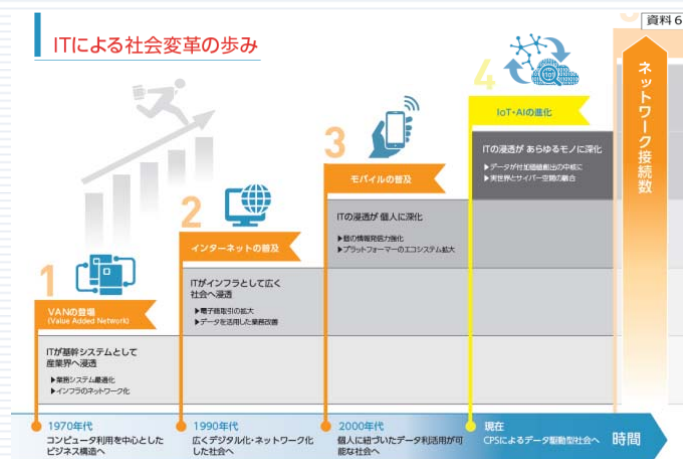 資料6
ITによる社会変革の歩み
ネットワーク接続数
4
IoT・AIの進化
ITの浸透が あらゆるモノに深化
▶データが付加価値創出の中核に
▶実世界とサイバー空間の融合
3
モバイルの普及
ITの浸透が 個人に深化
▶個の情報発信力強化
▶プラットフォーマーのエコシステム拡大
2
インターネットの普及
ITがインフラとして広く
社会へ浸透
▶電子商取引の拡大
▶データを活用した業務改善
1
VANの登場
(Value Added Network)
ITが基幹システムとして
産業界へ浸透
▶業務システム最適化
▶インフラのネットワーク化
1970年代
コンピュータ利用を中心とした
ビジネス構造へ
1990年代
広くデジタル化・ネットワーク化
した社会へ
2000年代
個人に紐づいたデータ利活用が可
能な社会へ
現在
CPSによるデータ駆動型社会へ
時間